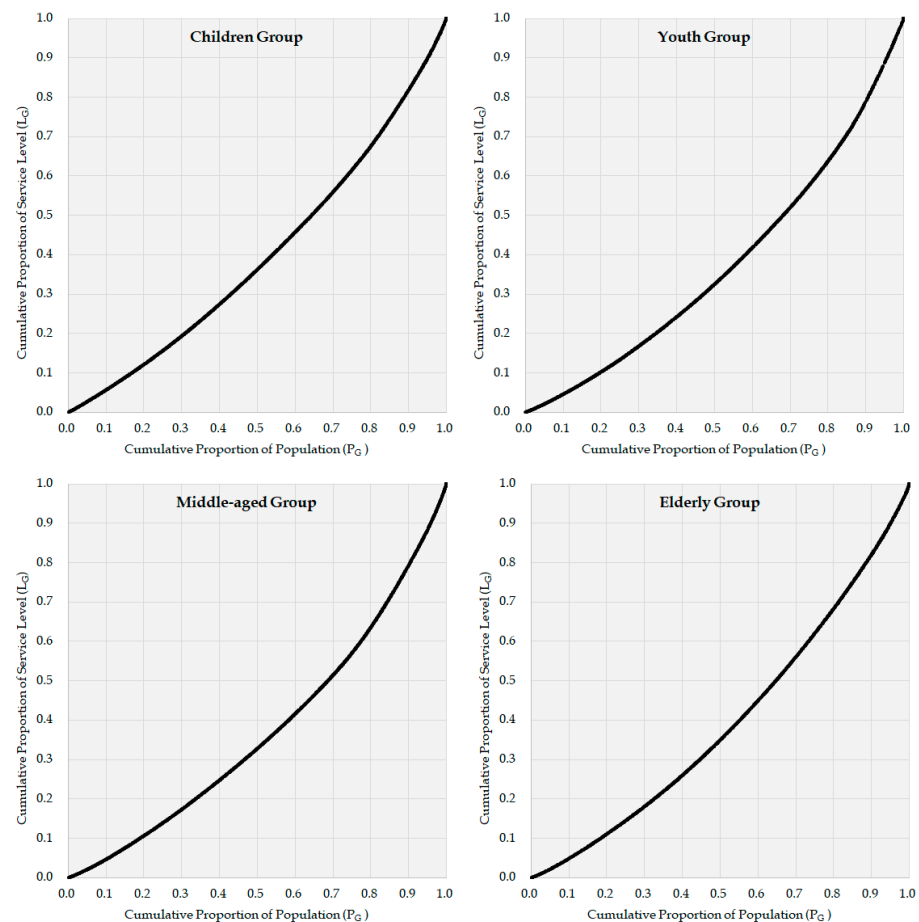 Children Group
Cumulative Proportion of Service Level (LG)
1.0
0.9
0.8
0.7
0.6
0.5
0.4
0.3
0.2
0.1
0.0
0.0 0.1 0.2 0.3 0.4 0.5 0.6 0.7 0.8 0.9 1.0
Cumulative Proportion of Population (PG )
Youth Group
Cumulative Proportion of Service Level (LG)
1.0
0.9
0.8
0.7
0.6
0.5
0.4
0.3
0.2
0.1
0.0
0.0 0.1 0.2 0.3 0.4 0.5 0.6 0.7 0.8 0.9 1.0
Cumulative Proportion of Population (PG )
Middle-aged Group
Cumulative Proportion of Service Level (LG)
1.0
0.9
0.8
0.7
0.6
0.5
0.4
0.3
0.2
0.1
0.0
0.0 0.1 0.2 0.3 0.4 0.5 0.6 0.7 0.8 0.9 1.0
Cumulative Proportion of Population (PG )
Elderly Group
Cumulative Proportion of Service Level (LG)
1.0
0.9
0.8
0.7
0.6
0.5
0.4
0.3
0.2
0.1
0.0
0.0 0.1 0.2 0.3 0.4 0.5 0.6 0.7 0.8 0.9 1.0
Cumulative Proportion of Population (PG )